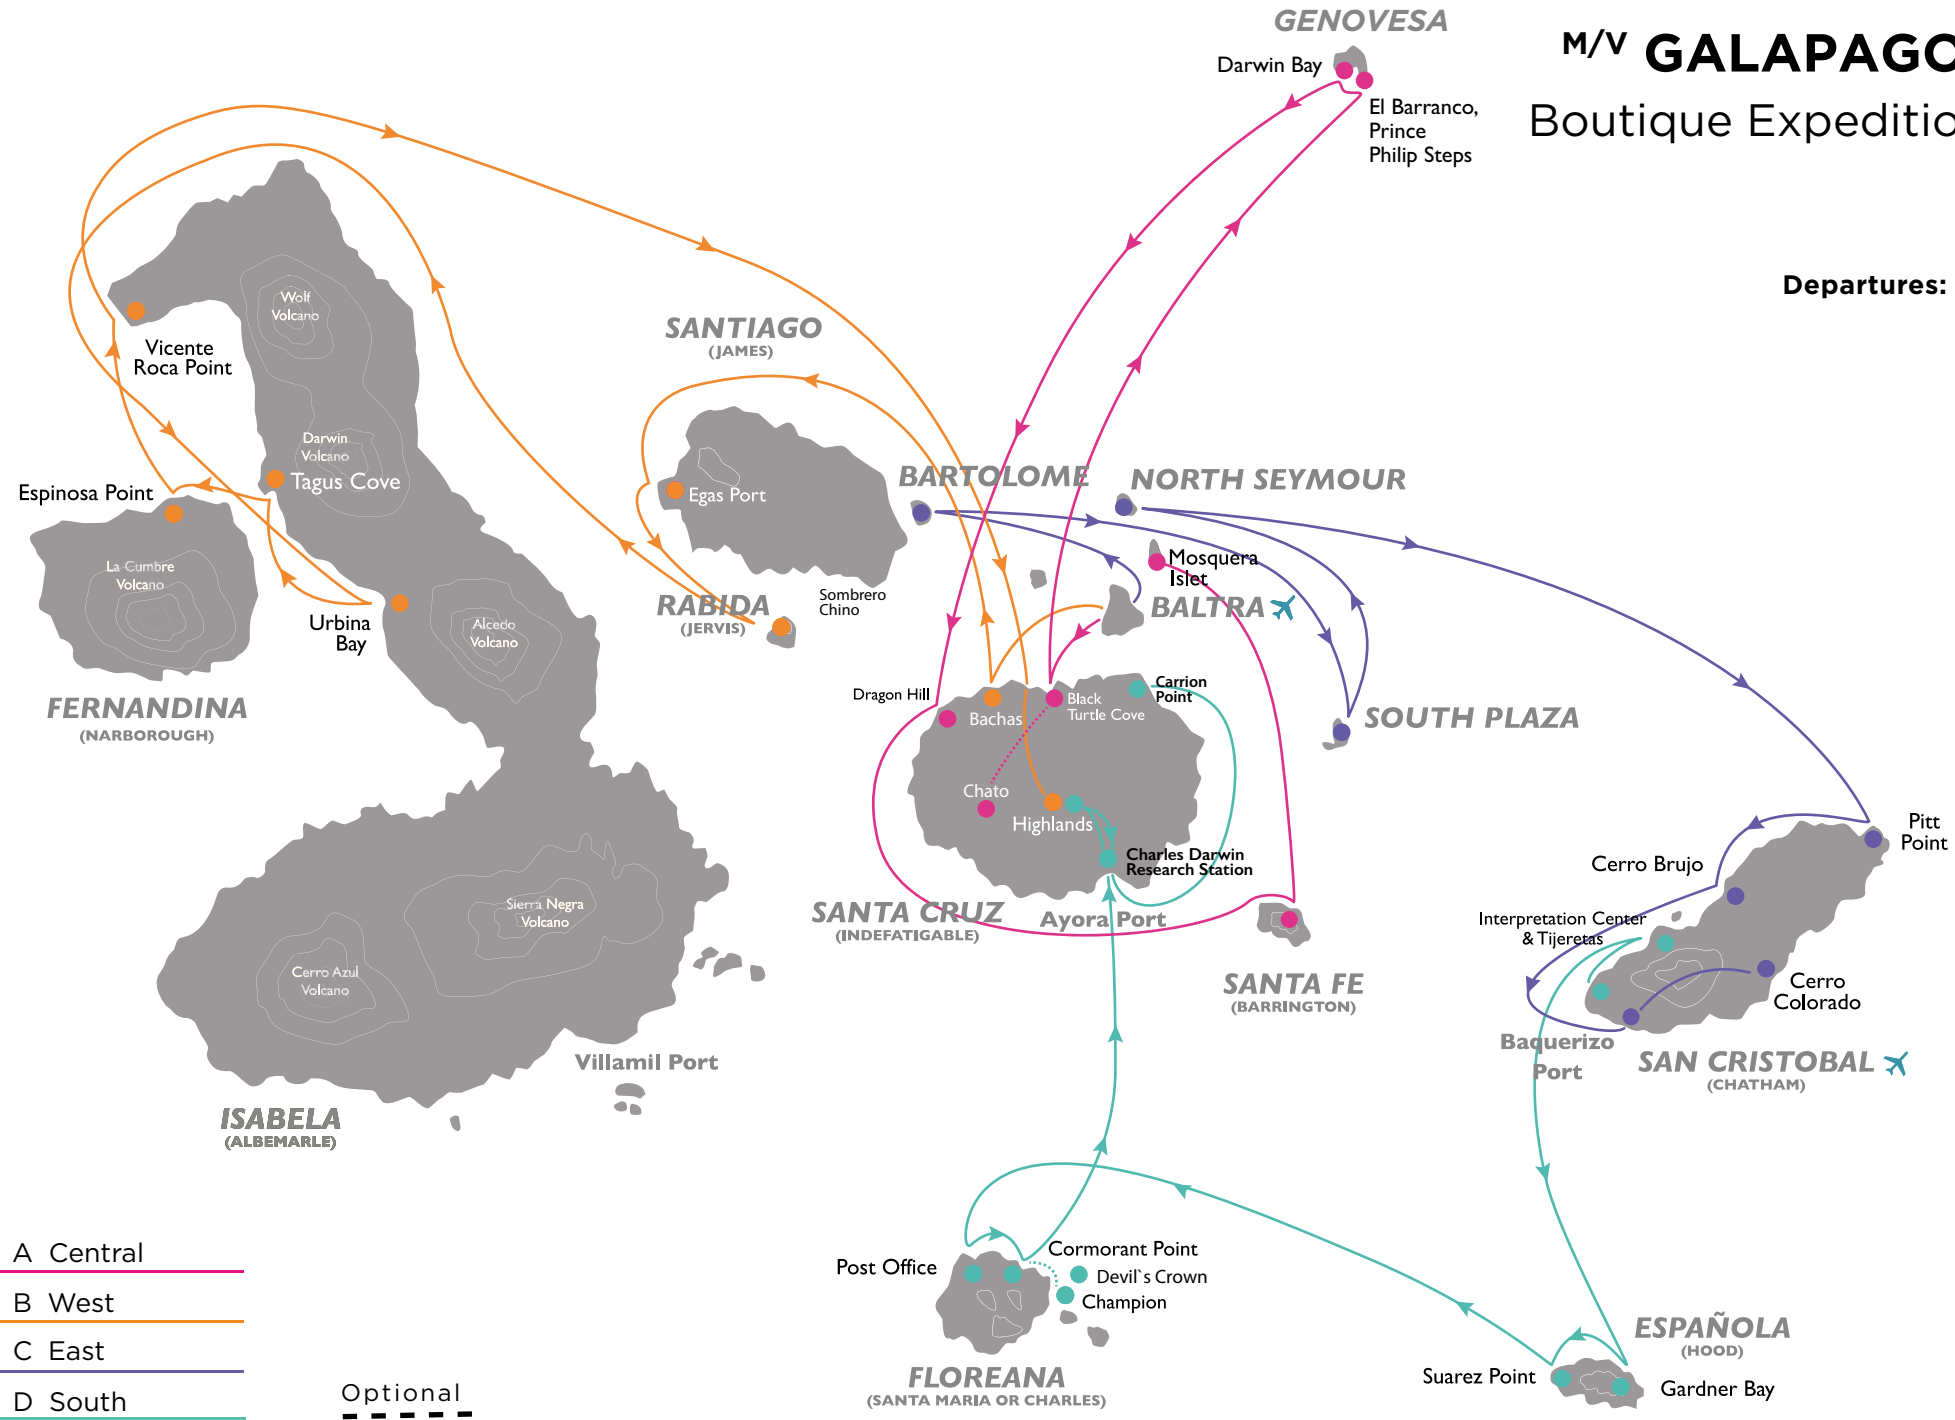 GENOVESA
Darwin Bay
El Barranco,
Prince
Philip Steps
M/V GALAPAGO
Boutique Expeditio
Departures:
Wolf
Volcano
Vicente
Roca Point
SANTIAGO
(JAMES)
Darwin
Volcano
Tagus Cove
Espinosa Point
Egas Port
BARTOLOME
NORTH SEYMOUR
La Cumbre
Volcano
Mosquera
Islet
Sombrero
Chino
RABIDA
(JERVIS)
BALTRA
Urbina
Bay
Alcedo
Volcano
FERNANDINA
(NARBOROUGH)
Dragon Hill
Bachas
Black
Turtle Cove
Carrion
Point
SOUTH PLAZA
Chato
Highlands
Charles Darwin
Research Station
Pitt
Point
Cerro Brujo
SANTA CRUZ
(INDEFATIGABLE)
Ayora Port
Interpretation Center
& Tijeretas
Sierra Negra
Volcano
Cerro Azul
Volcano
SANTA FE
(BARRINGTON)
Cerro
Colorado
Baquerizo
Port
SAN CRISTOBAL
(CHATHAM)
Villamil Port
ISABELA
(ALBEMARLE)
Post Office
Cormorant Point
Devil`s Crown
Champion
FLOREANA
(SANTA MARIA OR CHARLES)
ESPAÑOLA
(HOOD)
Suarez Point
Gardner Bay
A Central
B West
C East
D South
Optional